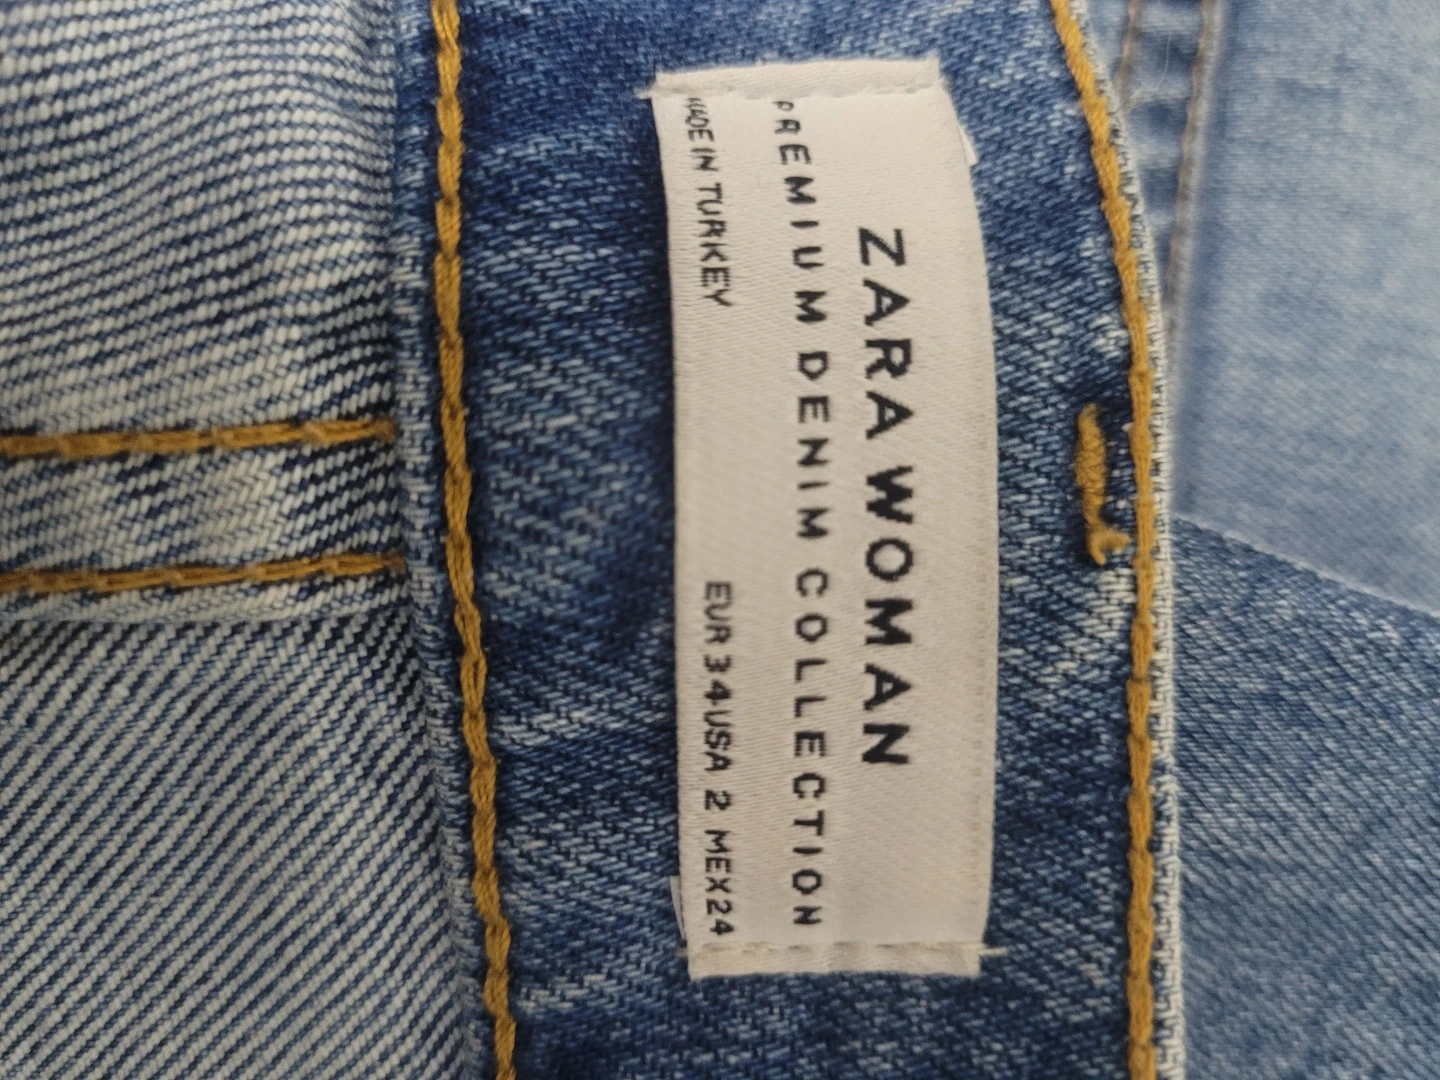 ZARA WOMAN
PREMIUM DENIM COLLECTION
MADE IN TURKEY EUR 34 USA 2 MEX 24